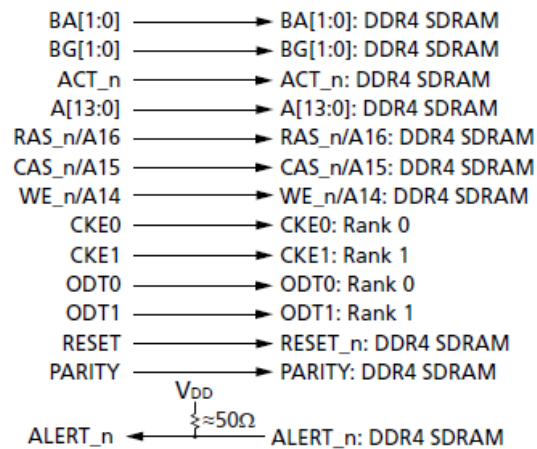 BA[1:0] BA[1:0]: DDR4 SDRAM
BG[1:0] BG[1:0]: DDR4 SDRAM
ACT_n ACT_n: DDR4 SDRAM
A[13:0] A[13:0]: DDR4 SDRAM
RAS_n/A16 RAS_n/A16: DDR4 SDRAM
CAS_n/A15 CAS_n/A15: DDR4 SDRAM
WE_n/A14 WE_n/A14: DDR4 SDRAM
CKE0 CKE0: Rank 0
CKE1 CKE1: Rank 1
ODT0 ODT0: Rank 0
ODT1 ODT1: Rank 1
RESET RESET_n: DDR4 SDRAM
PARITY PARITY: DDR4 SDRAM
VDD
≈50Ω
ALERT_n ALERT_n: DDR4 SDRAM